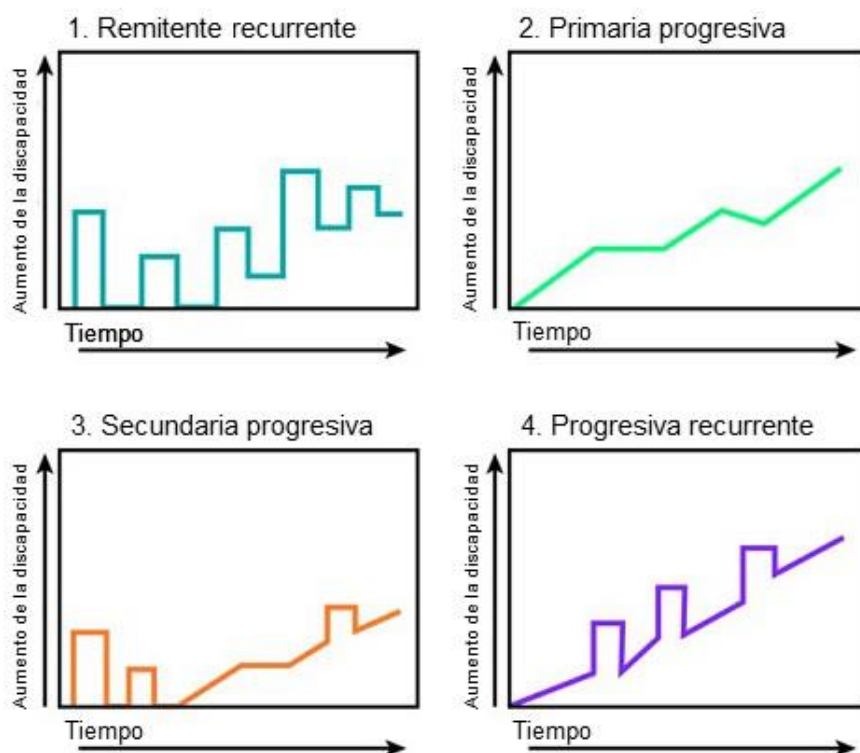 1. Remitente recurrente
Aumento de la discapacidad
Tiempo
2. Primaria progresiva
Aumento de la discapacidad
Tiempo
3. Secundaria progresiva
Aumento de la discapacidad
Tiempo
4. Progresiva recurrente
Aumento de la discapacidad
Tiempo